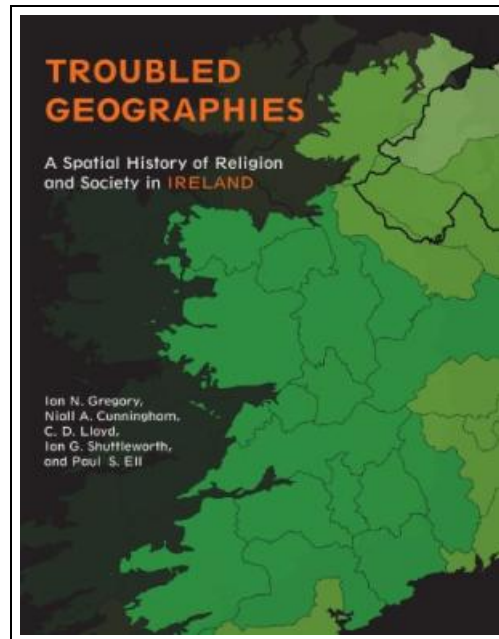 TROUBLED
GEOGRAPHIES
A Spatial History of Religion
and Society in IRELAND
Ian N. Gregory,
Niall A. Cunningham,
C. D. Lloyd,
Ian G. Shuttleworth,
and Paul S. Ell